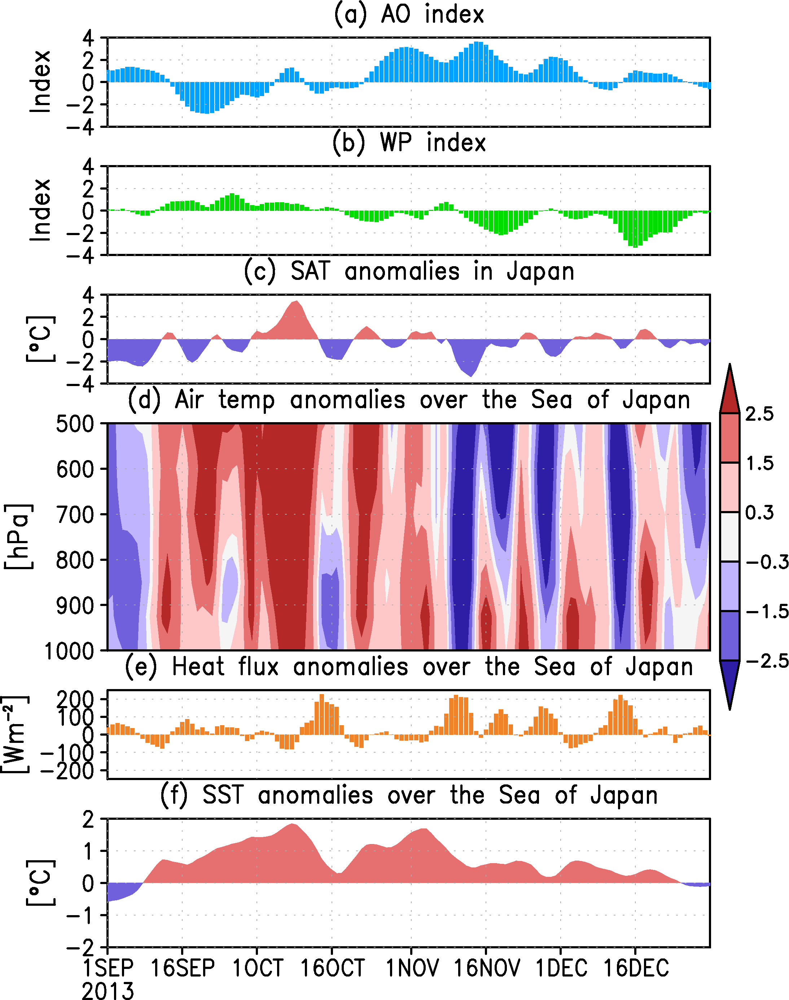 (a) AO index
4
2
0
−2
−4
Index
(b) WP index
4
2
0
−2
−4
Index
(c) SAT anomalies in Japan
4
2
0
−2
−4
[°C]
(d) Air temp anomalies over the Sea of Japan
500
600
700
800
900
1000
[hPa]
2.5
1.5
0.3
−0.3
−1.5
−2.5
(e) Heat flux anomalies over the Sea of Japan
200
100
0
−100
−200
[Wm⁻²]
(f) SST anomalies over the Sea of Japan
2
1
0
−1
−2
[°C]
1SEP 16SEP 1OCT 16OCT 1NOV 16NOV 1DEC 16DEC
2013